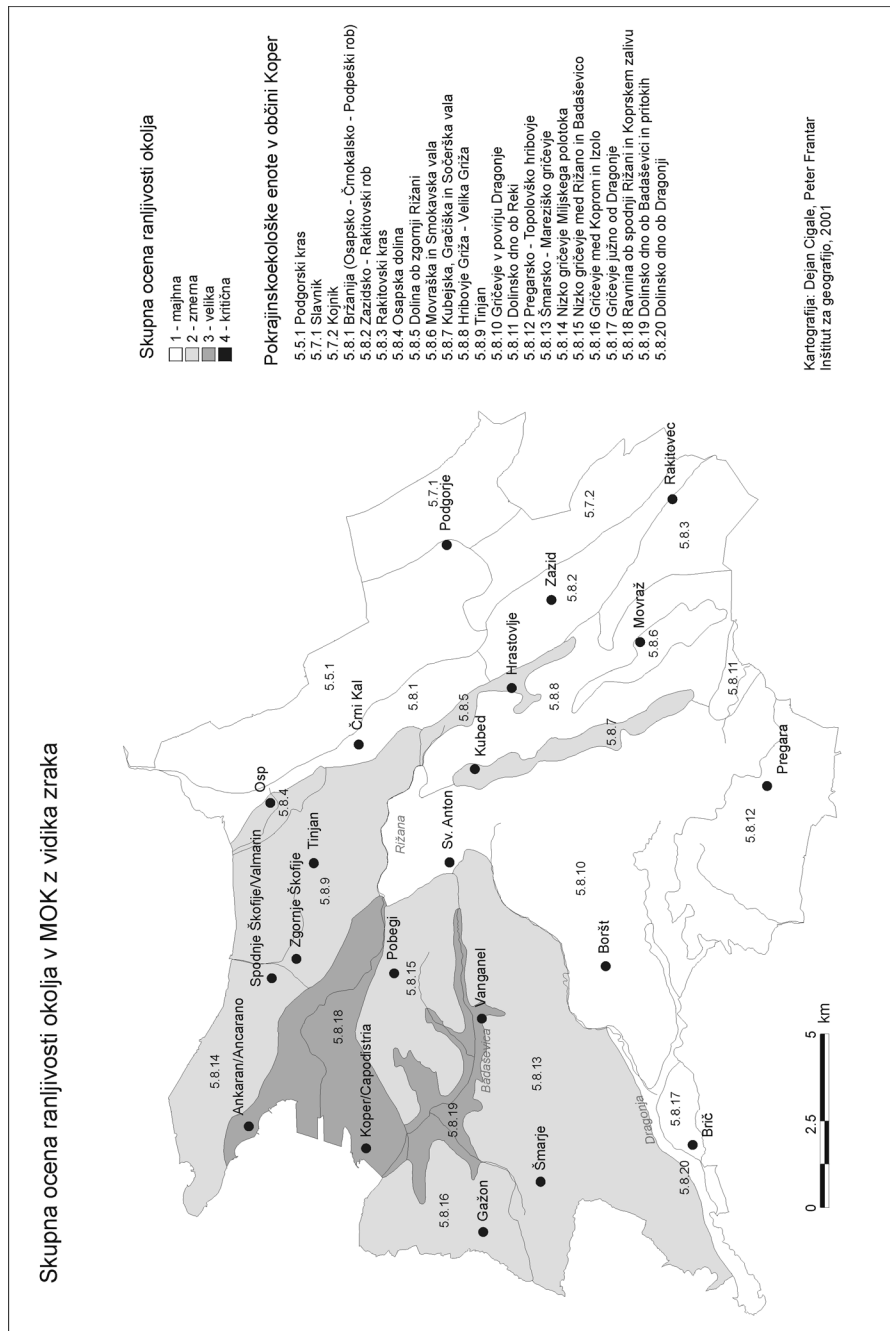 Skupna ocena ranljivosti okolja v MOK z vidika zraka
Skupna ocena ranljivosti okolja
1 - majhna
2 - zmerna
3 - velika
4 - kritična
Pokrajinskoekološke enote v občini Koper
5.5.1 Podgorski kras
5.7.1 Slavnik
5.7.2 Kojnik
5.8.1 Bržanija (Osapsko - Črnokalsko - Podpeški rob)
5.8.2 Zazidsko - Rakitovski rob
5.8.3 Rakitovski kras
5.8.4 Osapska dolina
5.8.5 Dolina ob zgornji Rižani
5.8.6 Movraška in Smokavska vala
5.8.7 Kubejska, Gračiška in Sočerška vala
5.8.8 Hribovje Griža - Velika Griža
5.8.9 Tinjan
5.8.10 Gričevje v povirju Dragonje
5.8.11 Dolinsko dno ob Reki
5.8.12 Pregarsko - Topolovško hribovje
5.8.13 Šmarsko - Mareziško gričevje
5.8.14 Nizko gričevje Miljskega polotoka
5.8.15 Nizko gričevje med Rižano in Badaševico
5.8.16 Gričevje med Koprom in Izolo
5.8.17 Gričevje južno od Dragonje
5.8.18 Ravnina ob spodnji Rižani in Koprskem zalivu
5.8.19 Dolinsko dno ob Badaševici in pritokih
5.8.20 Dolinsko dno ob Dragonji
Kartografija: Dejan Cigale, Peter Frantar
Inštitut za geografijo, 2001
5.5.1
Osp
5.8.4
5.8.14
Spodnje Škofije/Valmarin
Ankaran/Ancarano
Zgornje Škofije
Tinjan
5.8.9
Črni Kal
5.7.1
Podgorje
5.8.18
Koper/Capodistria
Pobegi
5.8.15
Rižana
5.8.1
Sv. Anton
5.8.5
Kubed
Hrastovlje
5.7.2
5.8.16
Gažon
5.8.19
Vanganel
Badaševica
5.8.8
Zazid
5.8.2
Šmarje
5.8.13
5.8.10
Boršt
5.8.7
Movraž
5.8.6
Rakitovec
5.8.3
Dragonja
5.8.17
Brič
5.8.20
5.8.11
5.8.12
Pregara
0
2.5
5
km